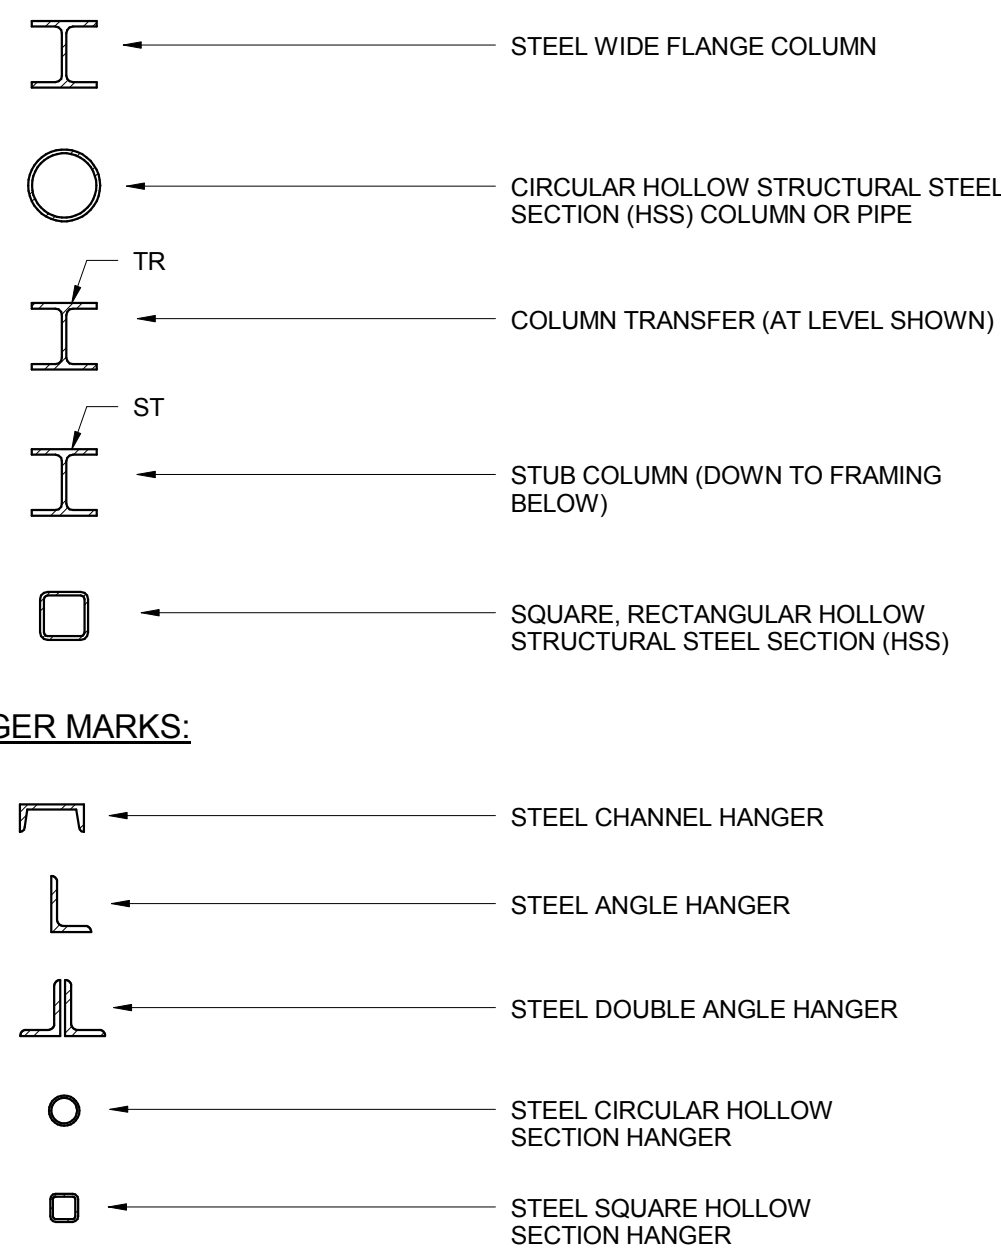 STEEL WIDE FLANGE COLUMN
CIRCULAR HOLLOW STRUCTURAL STEEL
SECTION (HSS) COLUMN OR PIPE
TR
COLUMN TRANSFER (AT LEVEL SHOWN)
ST
STUB COLUMN (DOWN TO FRAMING
BELOW)
SQUARE, RECTANGULAR HOLLOW
STRUCTURAL STEEL SECTION (HSS)
GER MARKS:
STEEL CHANNEL HANGER
STEEL ANGLE HANGER
STEEL DOUBLE ANGLE HANGER
STEEL CIRCULAR HOLLOW
SECTION HANGER
STEEL SQUARE HOLLOW
SECTION HANGER